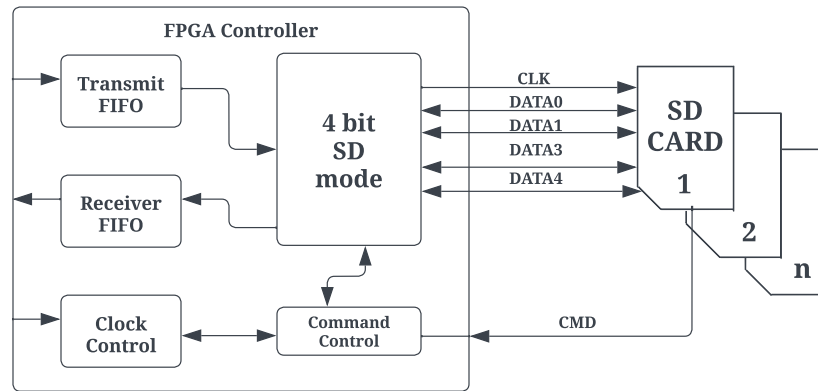 FPGA Controller
Transmit
FIFO
Receiver
FIFO
Clock
Control
4 bit
SD
mode
Command
Control
CLK
DATA0
DATA1
DATA3
DATA4
CMD
SD
CARD
1
2
n